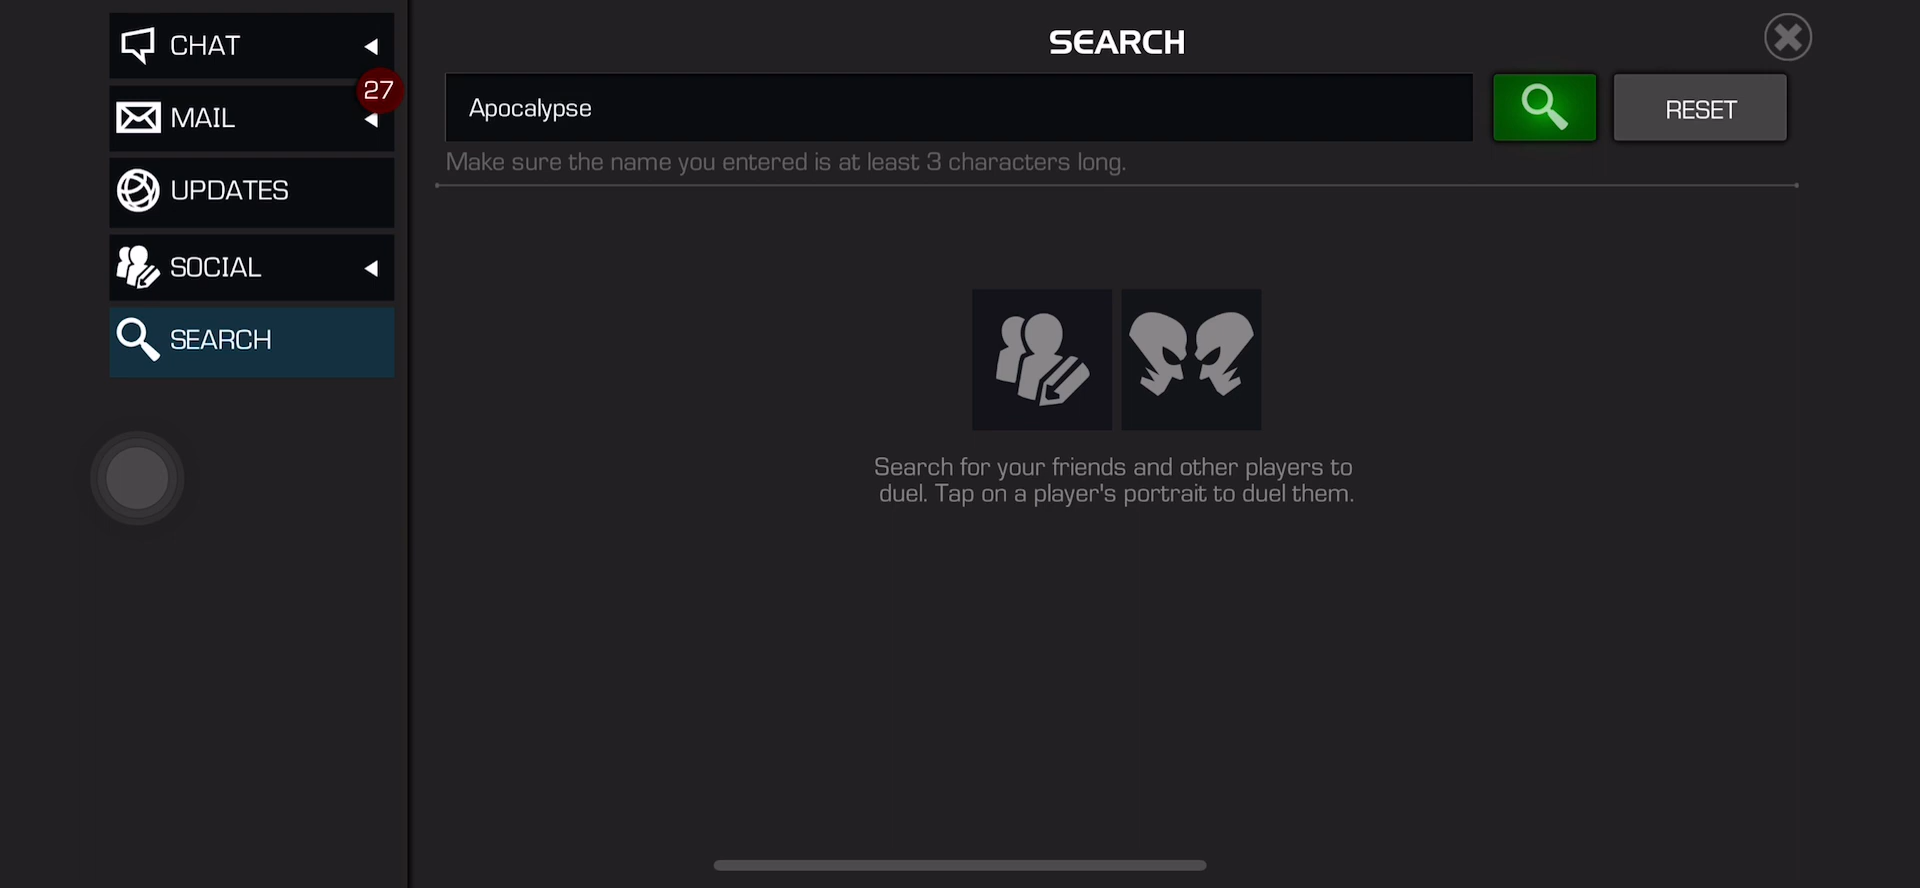 CHAT
27
MAIL
UPDATES
SOCIAL
SEARCH
SEARCH
Apocalypse
RESET
Make sure the name you entered is at least 3 characters long.
Search for your friends and other players to
duel. Tap on a player's portrait to duel them.